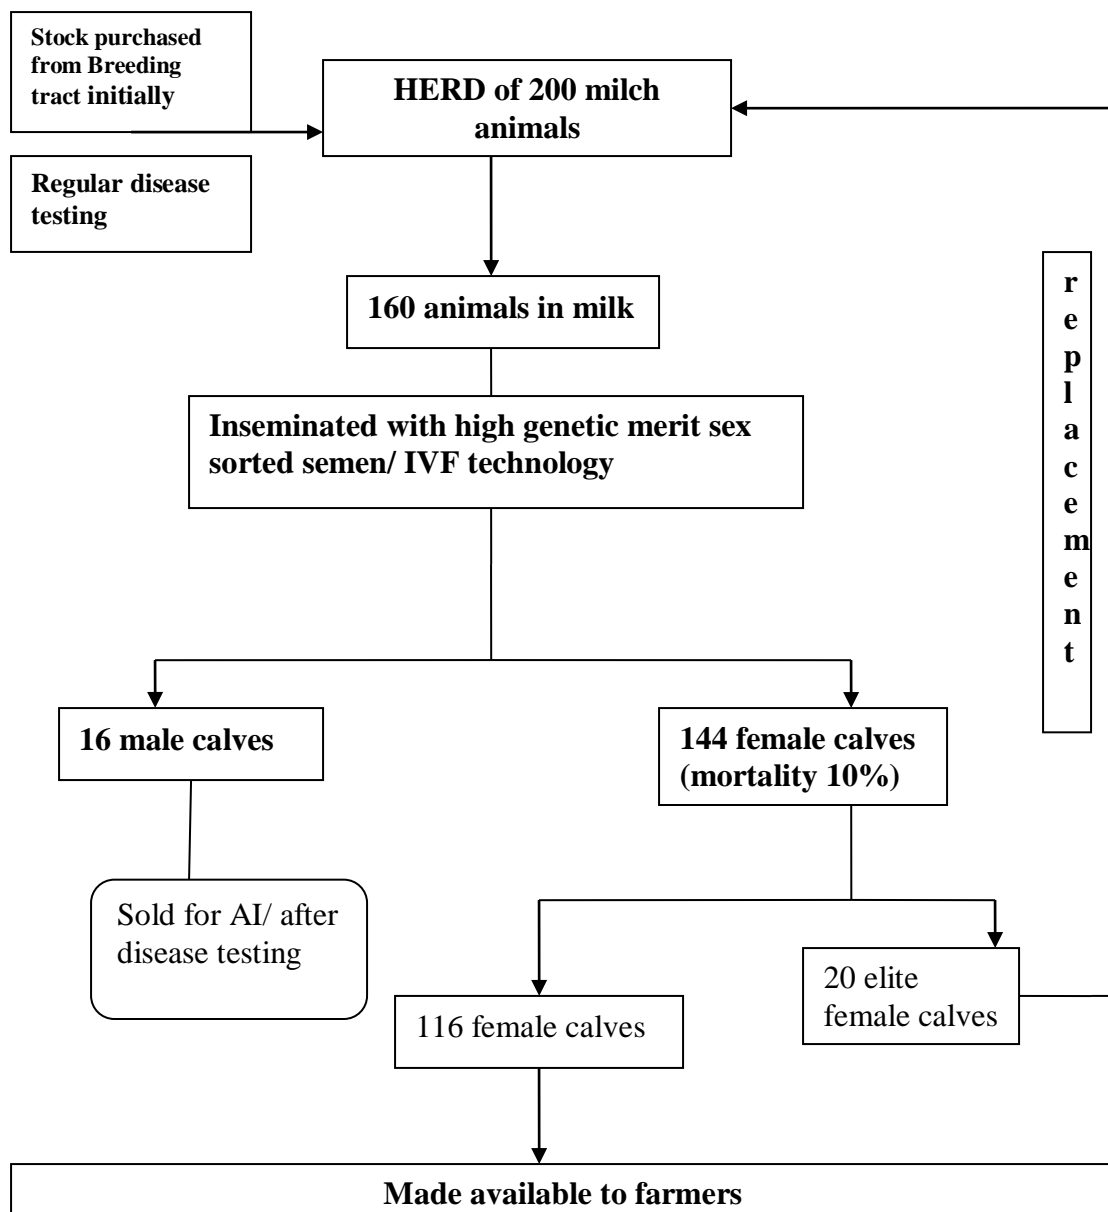 Stock purchased
from Breeding
tract initially
HERD of 200 milch
animals
Regular disease
testing
160 animals in milk
replacement
Inseminated with high genetic merit sex
sorted semen/ IVF technology
16 male calves
144 female calves
(mortality 10%)
Sold for AI/ after
disease testing
20 elite
female calves
116 female calves
Made available to farmers